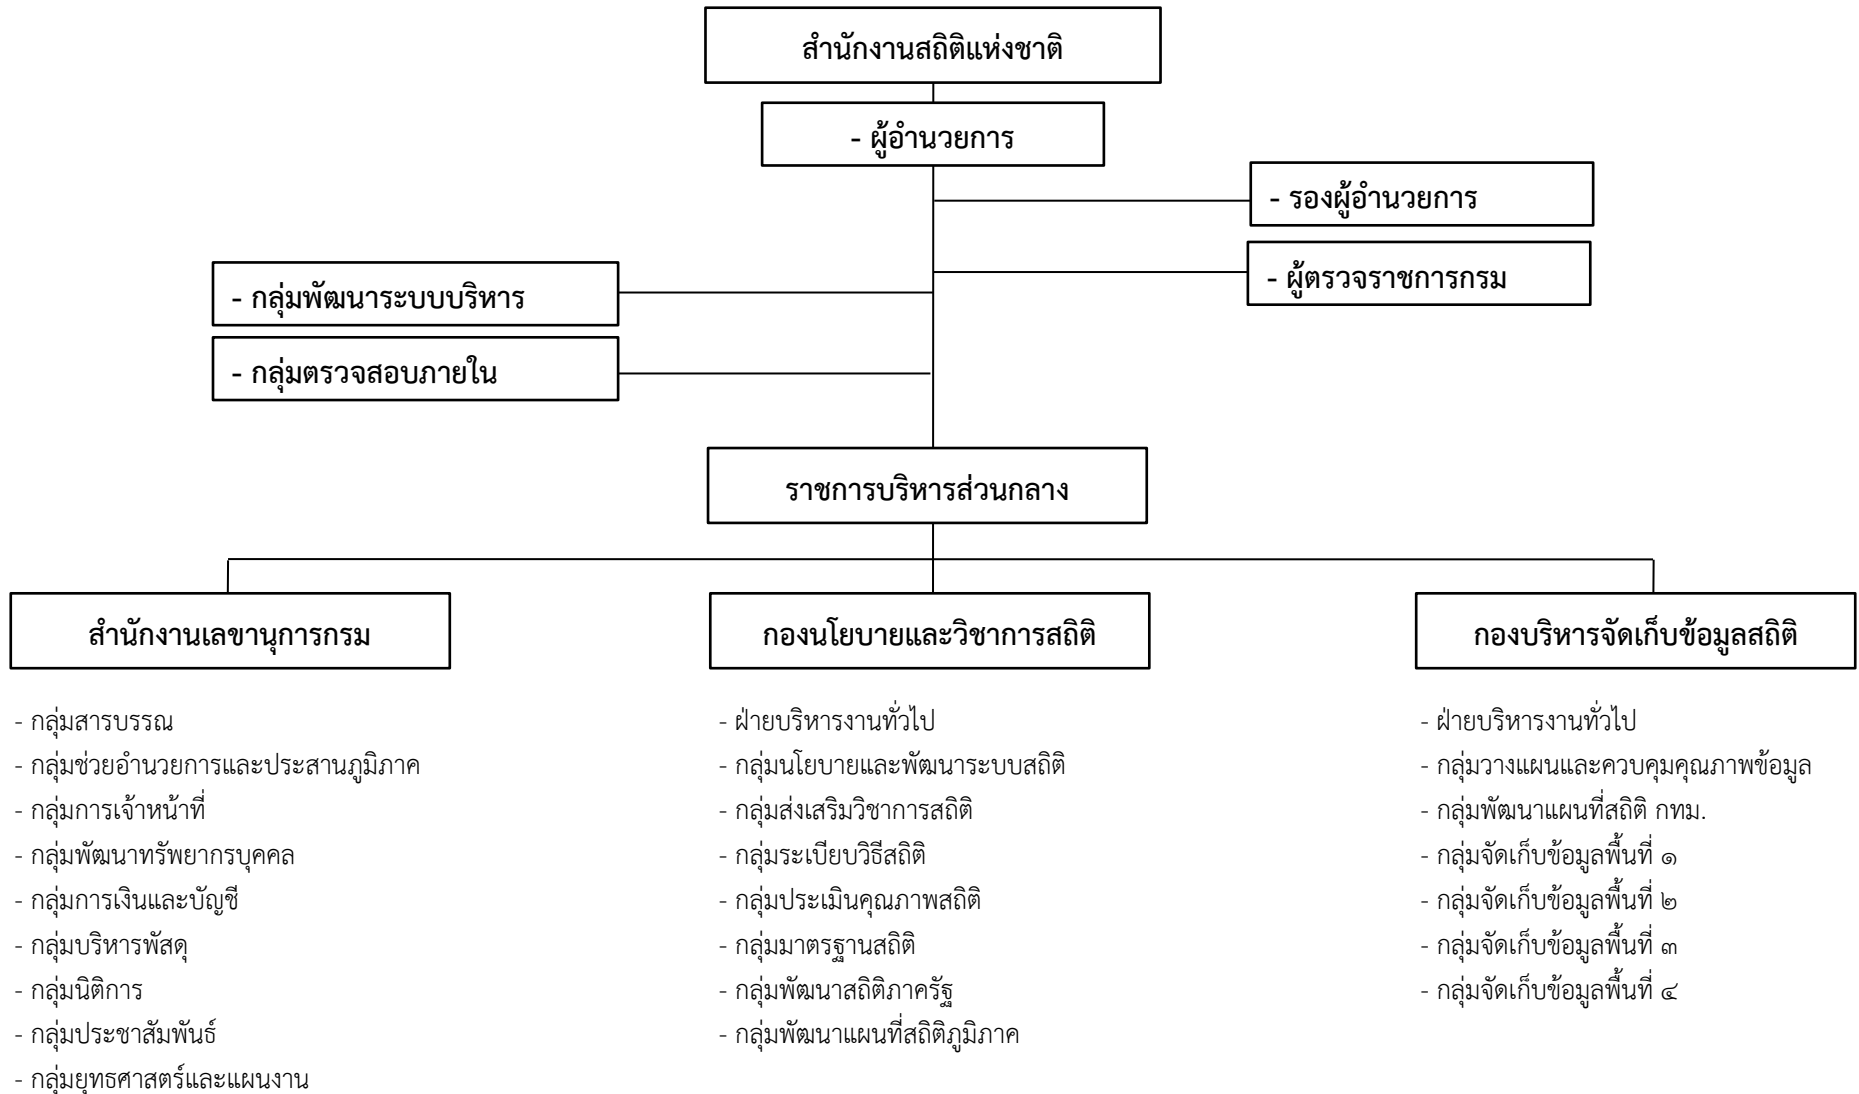 สำนักงานสถิติแห่งชาติ
- ผู้อำนวยการ
- รองผู้อำนวยการ
- ผู้ตรวจราชการกรม
- กลุ่มพัฒนาระบบบริหาร
- กลุ่มตรวจสอบภายใน
ราชการบริหารส่วนกลาง
สำนักงานเลขานุการกรม
- กลุ่มสารบรรณ
- กลุ่มช่วยอำนวยการและประสานภูมิภาค
- กลุ่มการเจ้าหน้าที่
- กลุ่มพัฒนาทรัพยากรบุคคล
- กลุ่มการเงินและบัญชี
- กลุ่มบริหารพัสดุ
- กลุ่มนิติการ
- กลุ่มประชาสัมพันธ์
- กลุ่มยุทธศาสตร์และแผนงาน
กองนโยบายและวิชาการสถิติ
- ฝ่ายบริหารงานทั่วไป
- กลุ่มนโยบายและพัฒนาระบบสถิติ
- กลุ่มส่งเสริมวิชาการสถิติ
- กลุ่มระเบียบวิธีสถิติ
- กลุ่มประเมินคุณภาพสถิติ
- กลุ่มมาตรฐานสถิติ
- กลุ่มพัฒนาสถิติภาครัฐ
- กลุ่มพัฒนาแผนที่สถิติภูมิภาค
กองบริหารจัดเก็บข้อมูลสถิติ
- ฝ่ายบริหารงานทั่วไป
- กลุ่มวางแผนและควบคุมคุณภาพข้อมูล
- กลุ่มพัฒนาแผนที่สถิติ กทม.
- กลุ่มจัดเก็บข้อมูลพื้นที่ ๑
- กลุ่มจัดเก็บข้อมูลพื้นที่ ๒
- กลุ่มจัดเก็บข้อมูลพื้นที่ ๓
- กลุ่มจัดเก็บข้อมูลพื้นที่ ๔